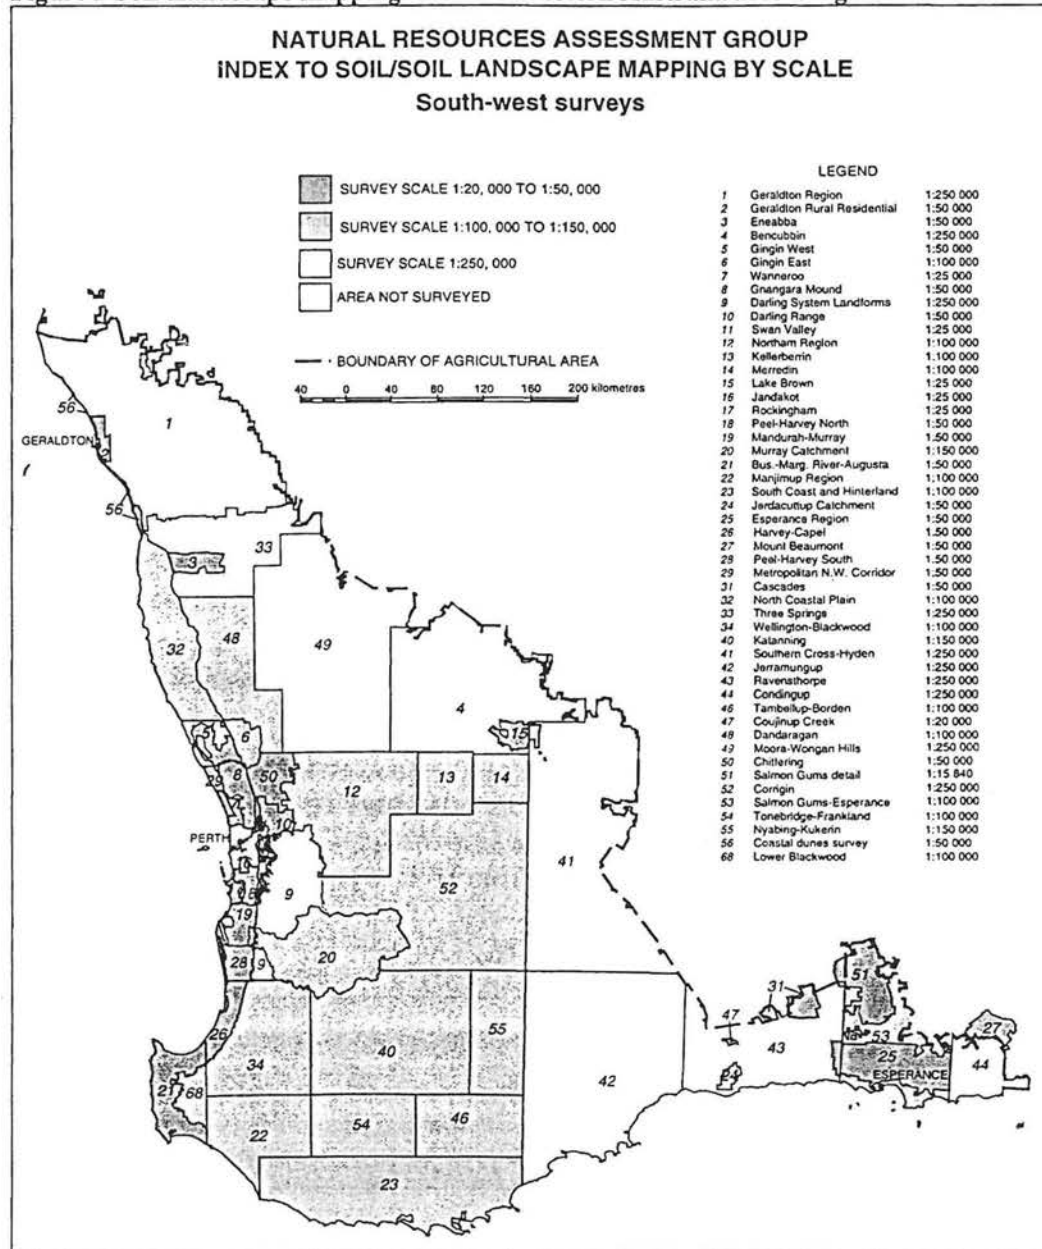 NATURAL RESOURCES ASSESSMENT GROUP
INDEX TO SOIL/SOIL LANDSCAPE MAPPING BY SCALE
South-west surveys
SURVEY SCALE 1:20, 000 TO 1:50, 000
SURVEY SCALE 1:100, 000 TO 1:150, 000
SURVEY SCALE 1:250, 000
AREA NOT SURVEYED
BOUNDARY OF AGRICULTURAL AREA
40 0 40 80 120 160 200 kilometres
LEGEND
1 Geraldton Region 1:250 000
2 Geraldton Rural Residential 1:50 000
3 Eneabba 1:50 000
4 Bencubbin 1:250 000
5 Gingin West 1:50 000
6 Gingin East 1:100 000
7 Wanneroo 1:25 000
8 Gnangara Mound 1:50 000
9 Darling System Landforms 1:250 000
10 Darling Range 1:50 000
11 Swan Valley 1:25 000
12 Northam Region 1:100 000
13 Kellerberrin 1:100 000
14 Merredin 1:100 000
15 Lake Brown 1:25 000
16 Jandakot 1:25 000
17 Rockingham 1:25 000
18 Peel-Harvey North 1:50 000
19 Mandurah-Murray 1:50 000
20 Murray Catchment 1:150 000
21 Bus.-Marg. River-Augusta 1:50 000
22 Manjimup Region 1:100 000
23 South Coast and Hinterland 1:100 000
24 Jerdacuttup Catchment 1:50 000
25 Esperance Region 1:50 000
26 Harvey-Capel 1:50 000
27 Mount Beaumont 1:50 000
28 Peel-Harvey South 1:50 000
29 Metropolitan N.W. Corridor 1:50 000
31 Cascades 1:50 000
32 North Coastal Plain 1:100 000
33 Three Springs 1:250 000
34 Wellington-Blackwood 1:100 000
40 Katanning 1:150 000
41 Southern Cross-Hyden 1:250 000
42 Jerramungup 1:250 000
43 Ravensthorpe 1:250 000
44 Condingup 1:250 000
46 Tambellup-Borden 1:100 000
47 Coujinup Creek 1:20 000
48 Dandaragan 1:100 000
49 Moora-Wongan Hills 1:250 000
50 Chittering 1:50 000
51 Salmon Gums detail 1:15 840
52 Corrigin 1:250 000
53 Salmon Gums-Esperance 1:100 000
54 Tonebridge-Frankland 1:100 000
55 Nyabing-Kukerin 1:150 000
56 Coastal dunes survey 1:50 000
68 Lower Blackwood 1:100 000
56
1
GERALDTON
2
56
33
3
48
49
32
4
15
5
6
29
8
50
12
13
14
7
10
PERTH
41
52
9
19
20
28
9
51
31
47
27
26
55
53
43
34
40
25
44
42
ESPERANCE
21
68
24
46
54
22
23